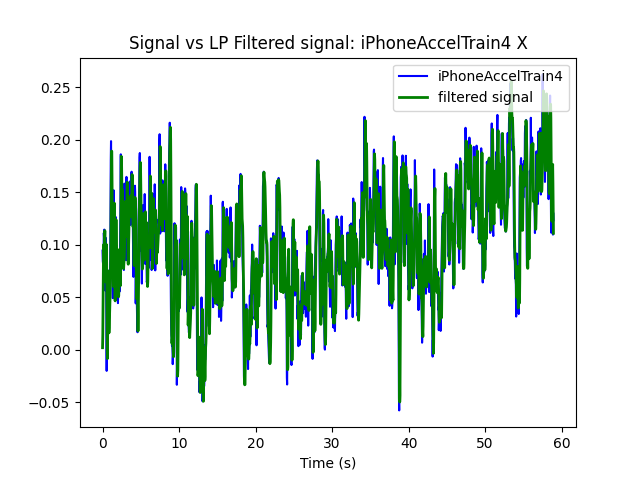 Signal vs LP Filtered signal: iPhoneAccelTrain4 X
iPhoneAccelTrain4
filtered signal
0.25
0.20
0.15
0.10
0.05
0.00
−0.05
0 10 20 30 40 50 60
Time (s)